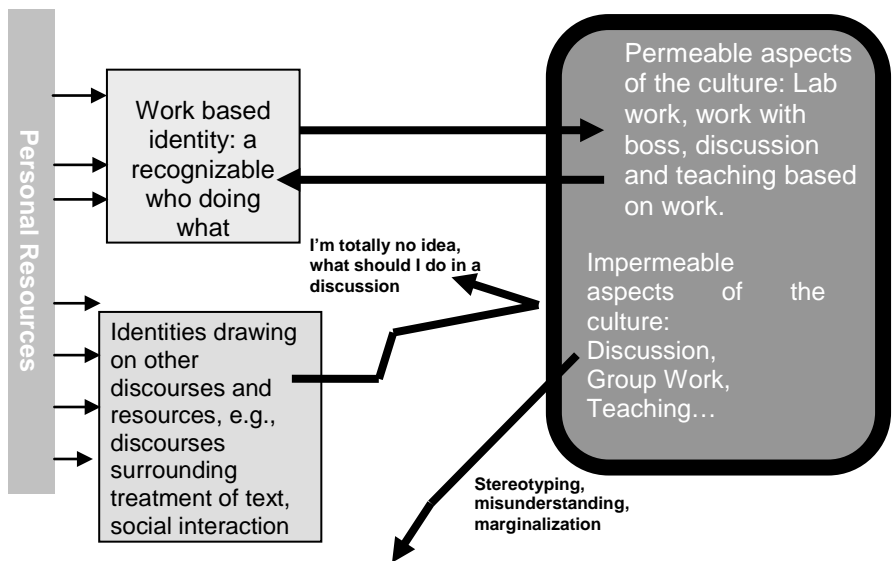 Personal Resources
Work based
identity: a
recognizable
who doing
what
Permeable aspects
of the culture: Lab
work, work with
boss, discussion
and teaching based
on work.
I'm totally no idea,
what should I do in a
discussion
Impermeable
aspects of the
culture:
Discussion,
Group Work,
Teaching…
Identities drawing
on other
discourses and
resources, e.g.,
discourses
surrounding
treatment of text,
social interaction
Stereotyping,
misunderstanding,
marginalization